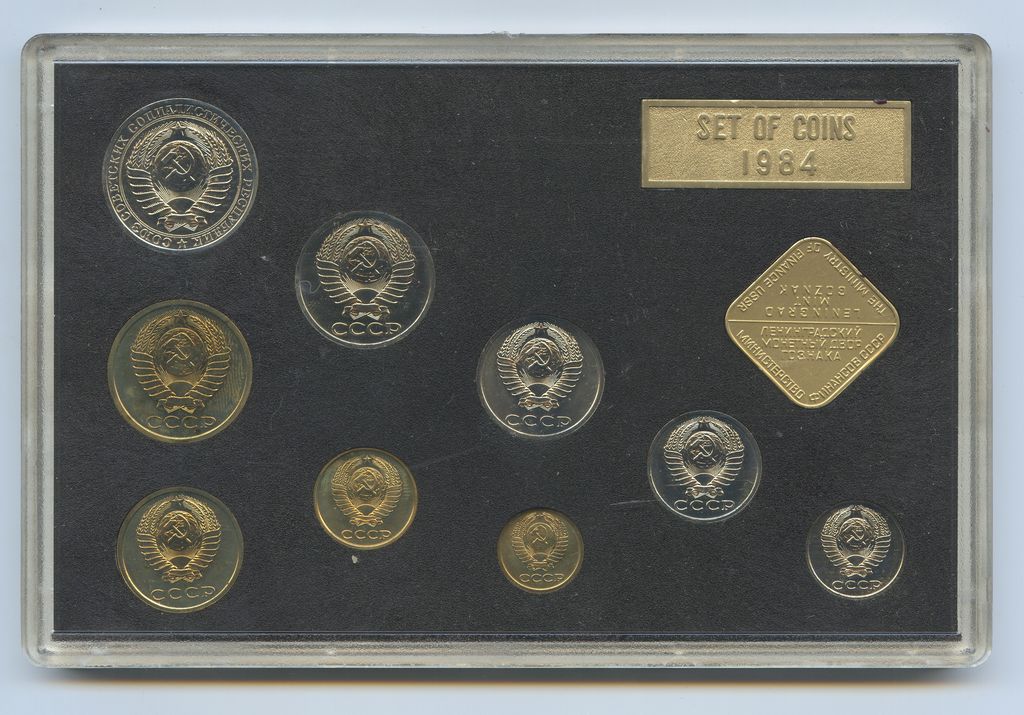 SET OF COINS
1984
СОЮЗ СОВЕТСКИХ СОЦИАЛИСТИЧЕСКИХ РЕСПУБЛИК
СССР
СССР
СССР
СССР
СССР
СССР
СССР
СССР
THE MINISTRY OF FINANCE USSR
LENINGRAD
MINT
GOZNAK
ЛЕНИНГРАДСКИЙ
МОНЕТНЫЙ ДВОР
ГОЗНАКА
МИНИСТЕРСТВО
ФИНАНСОВ СССР